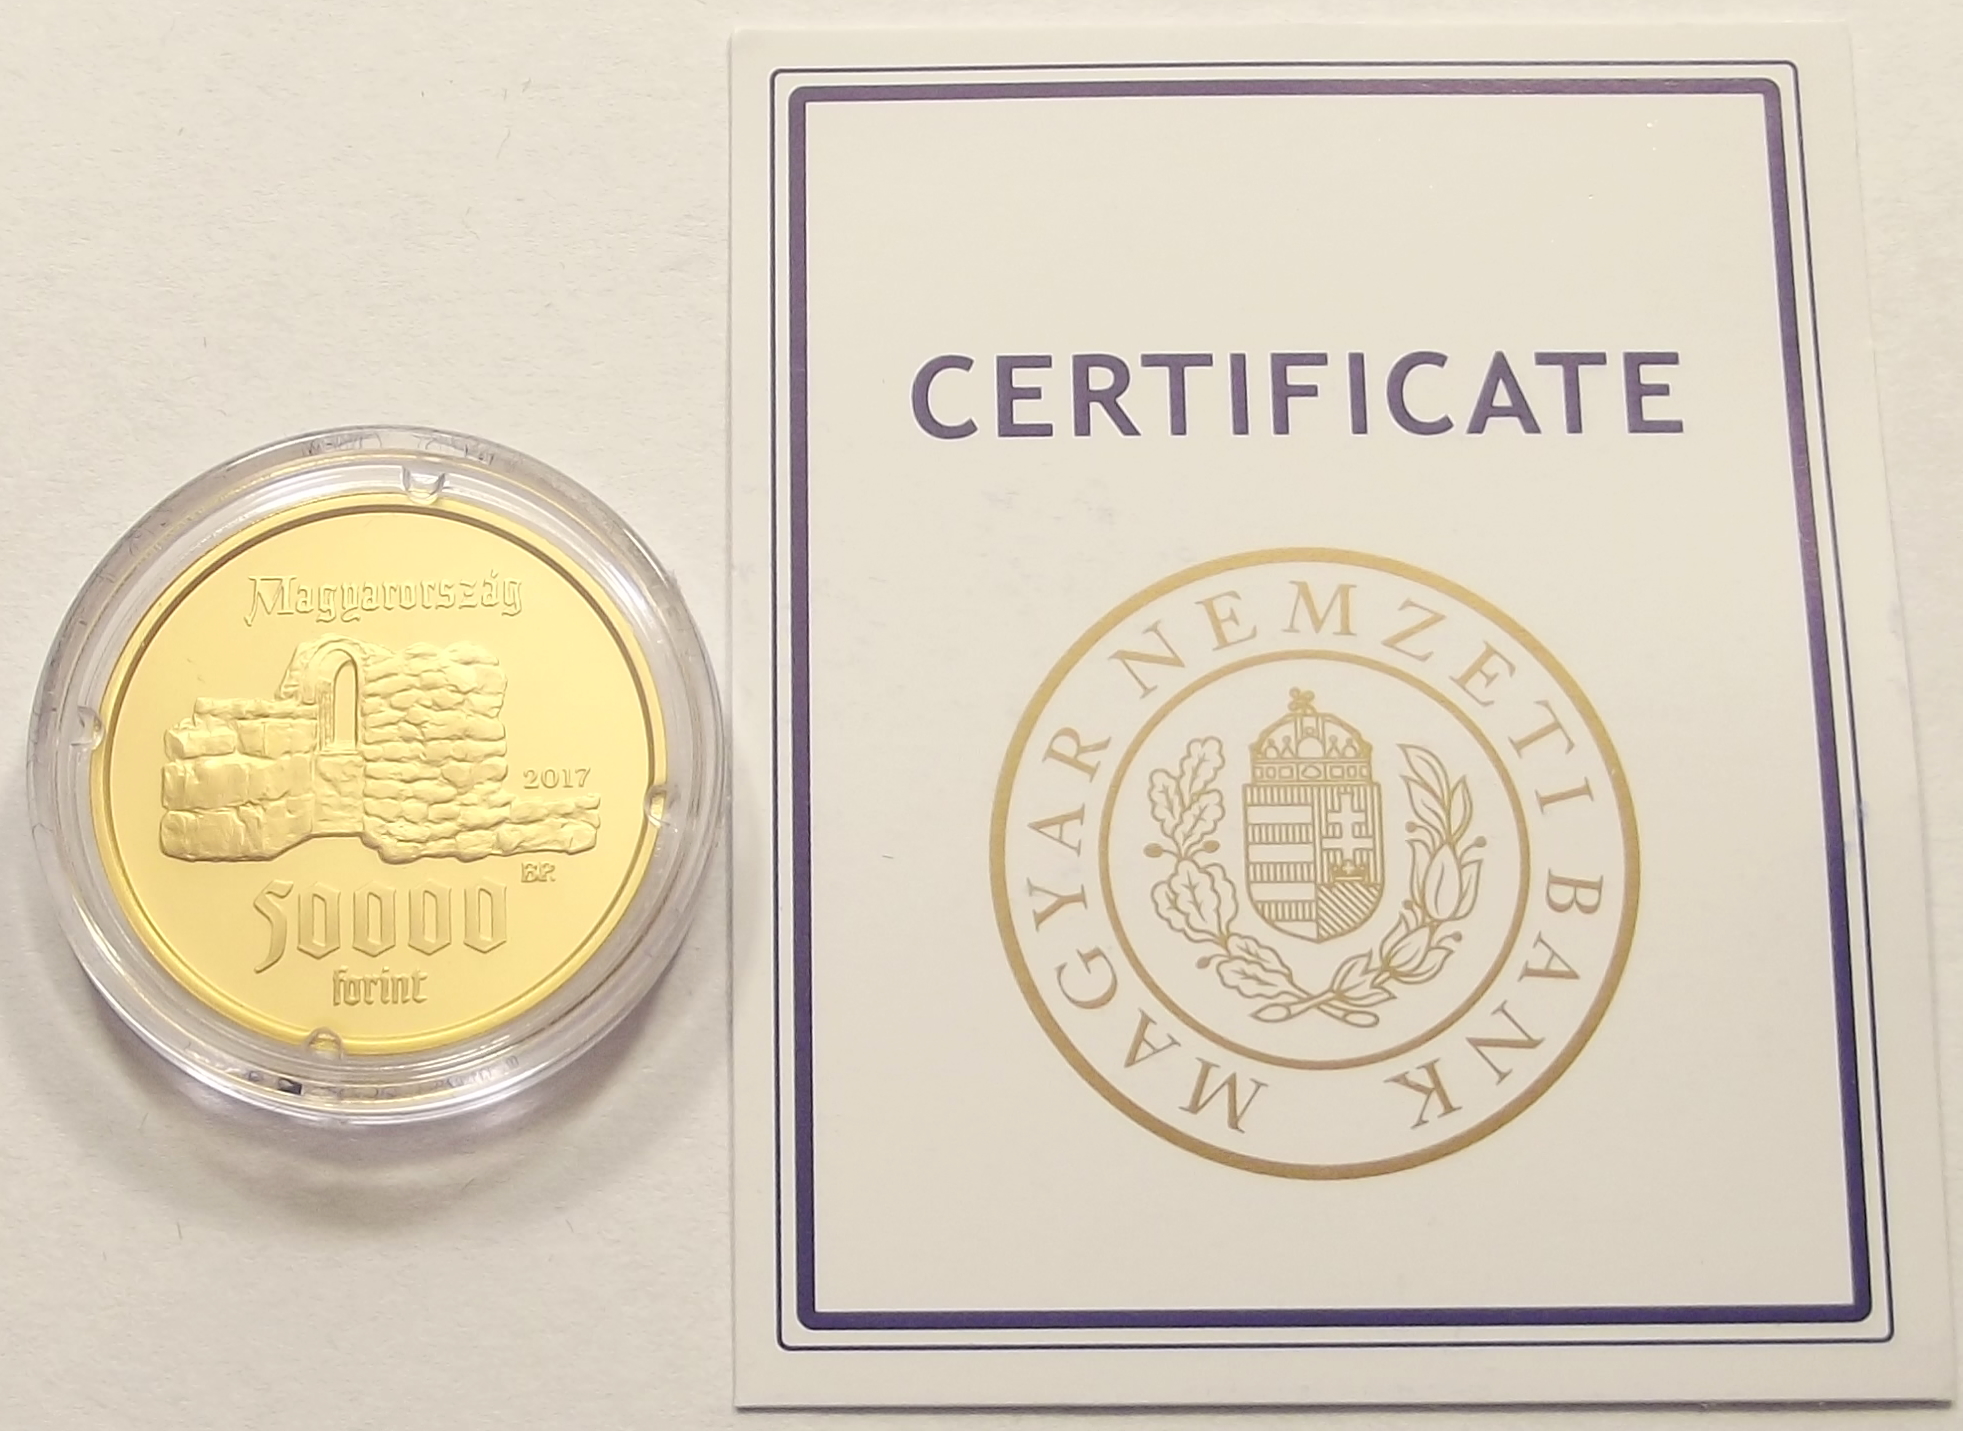 Magyarország
2017
BP.
50000
forint
CERTIFICATE
MAGYAR NEMZETI BANK